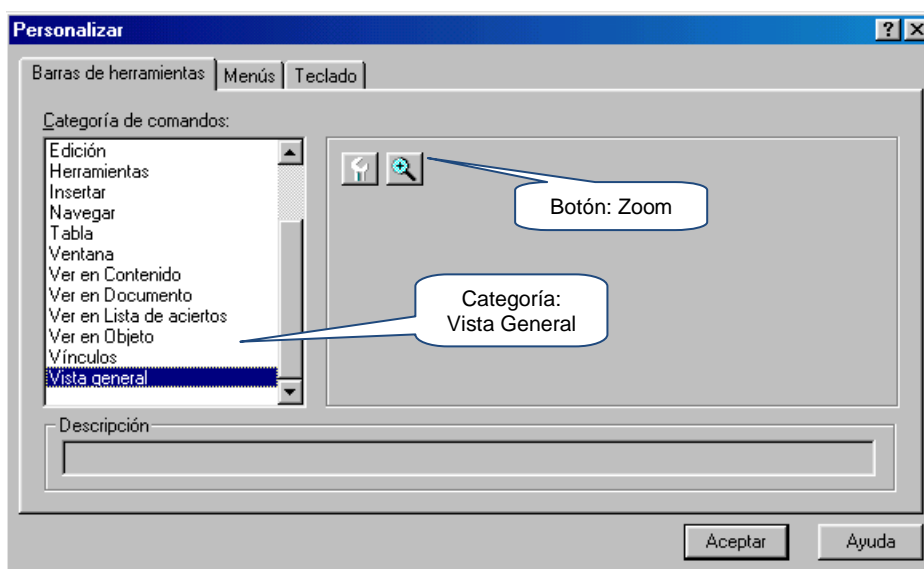 Personalizar
Barras de herramientas
Menús
Teclado
Categoría de comandos:
Edición
Herramientas
Insertar
Navegar
Tabla
Ventana
Ver en Contenido
Ver en Documento
Ver en Lista de aciertos
Ver en Objeto
Vínculos
Vista general
Botón: Zoom
Categoría:
Vista General
Descripción
Aceptar
Ayuda